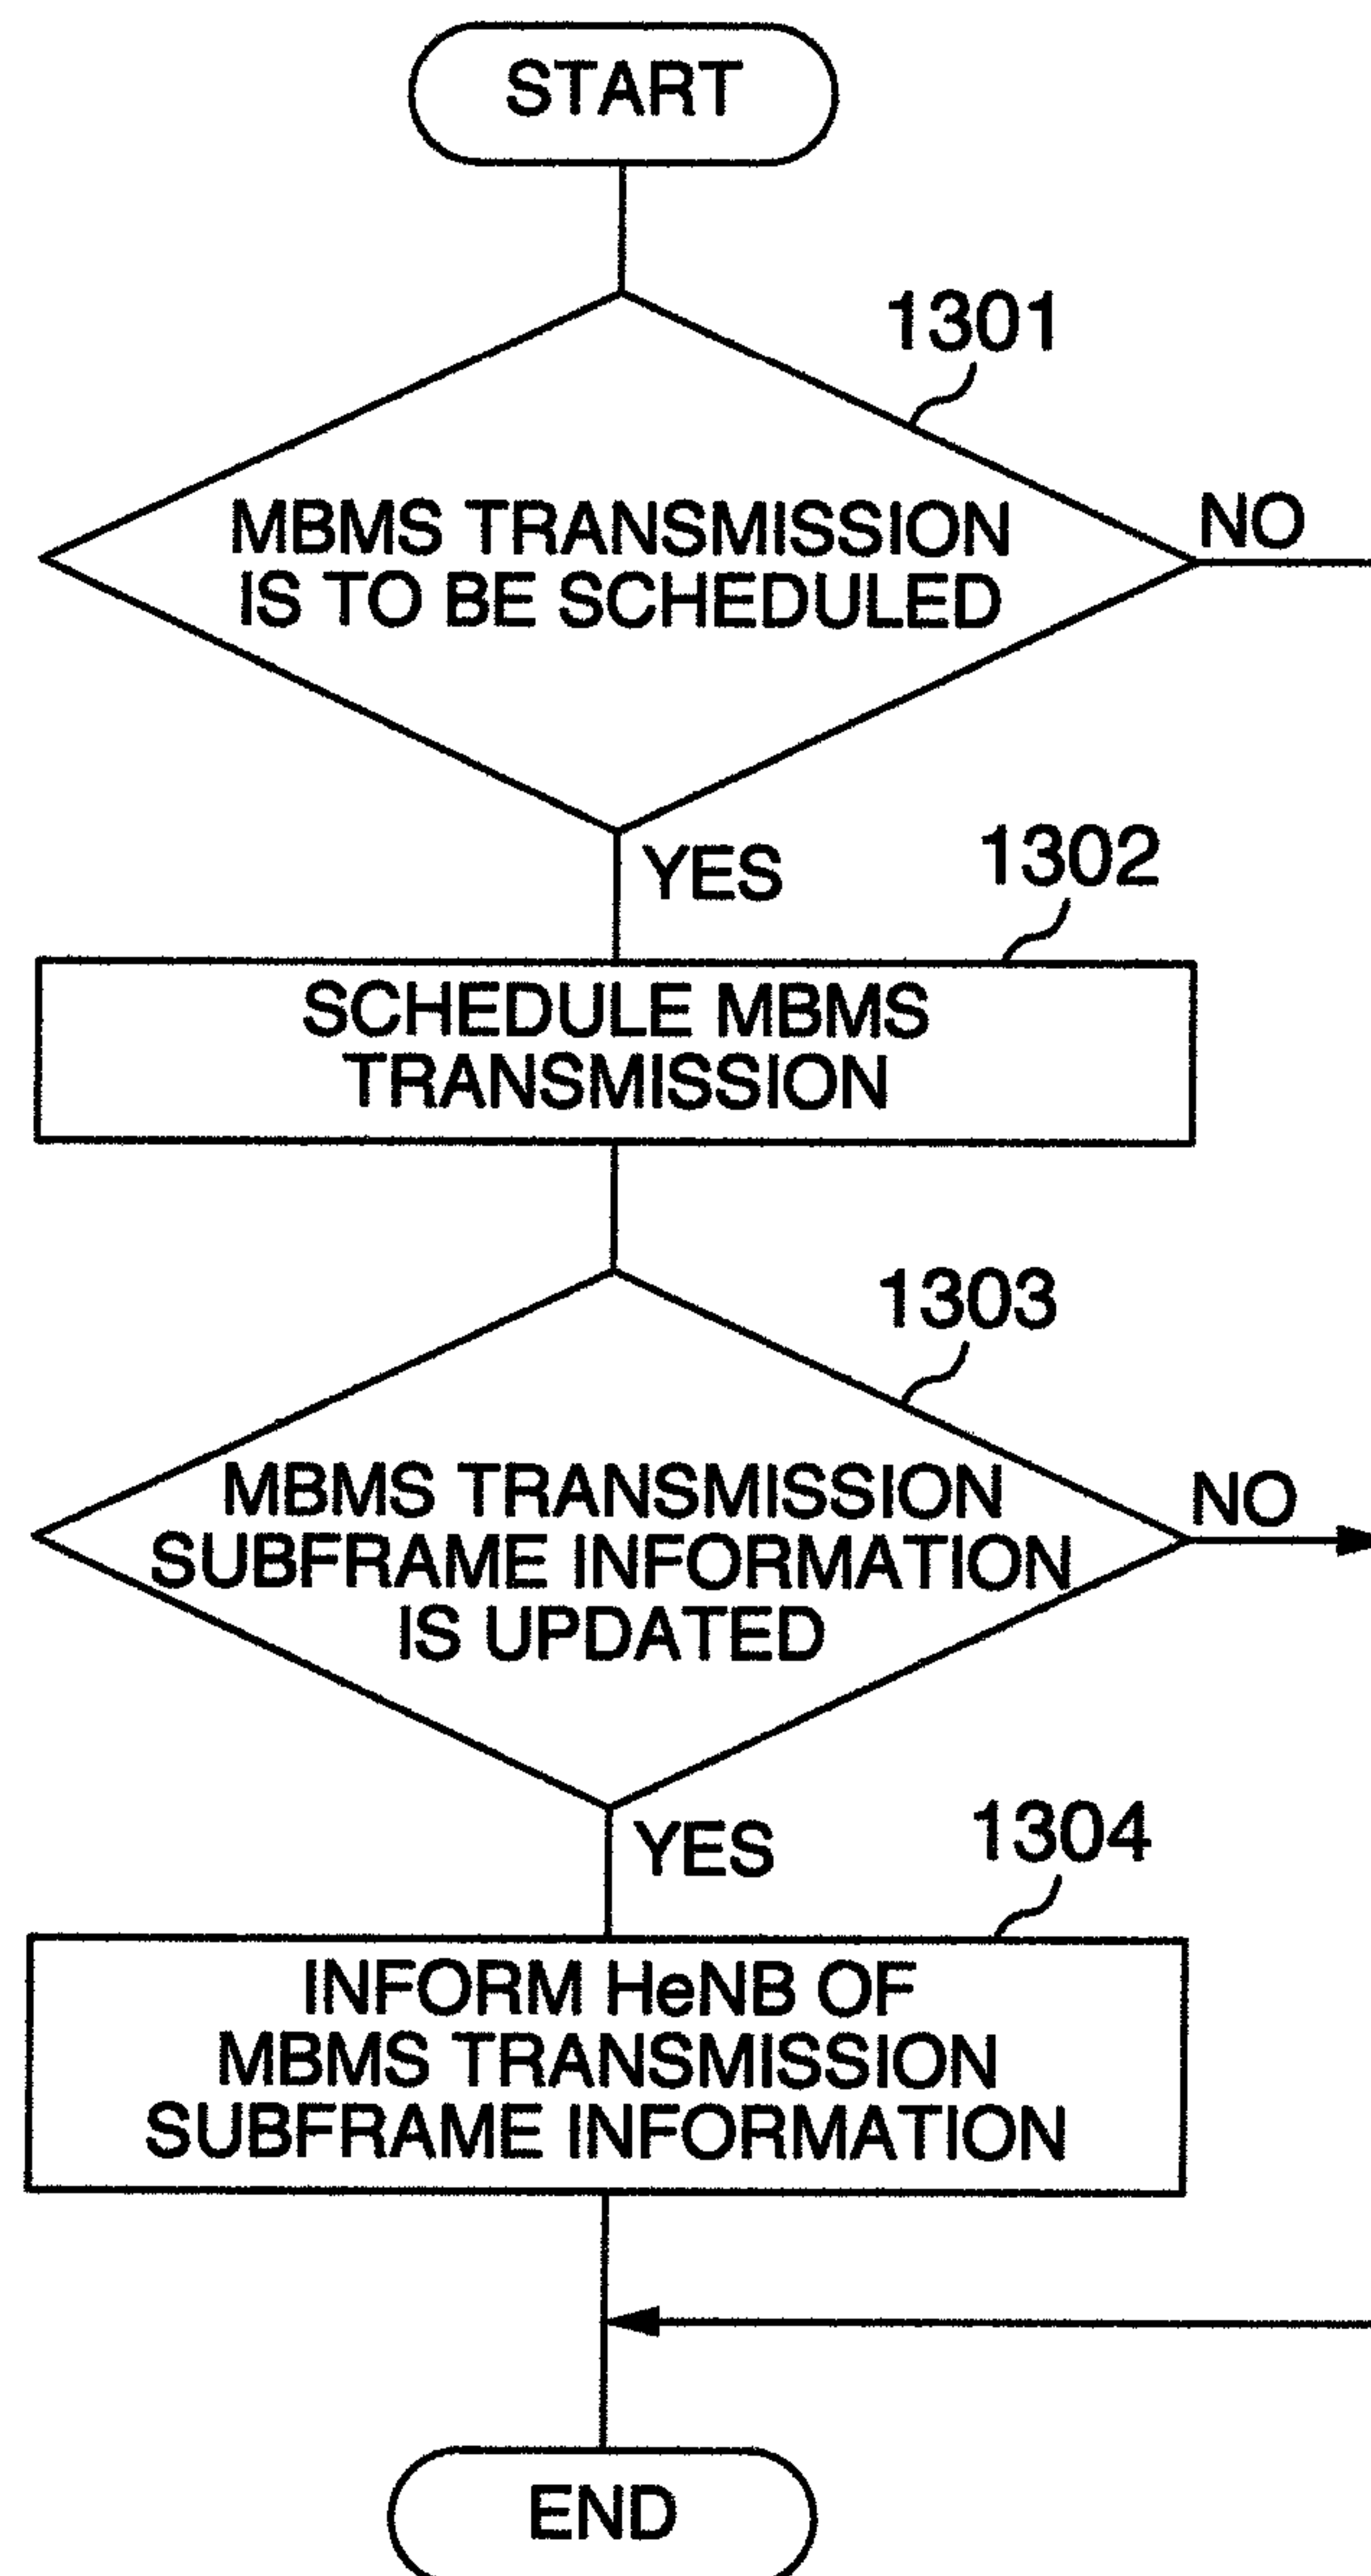 START
1301
MBMS TRANSMISSION
IS TO BE SCHEDULED
NO
YES
1302
SCHEDULE MBMS
TRANSMISSION
1303
MBMS TRANSMISSION
SUBFRAME INFORMATION
IS UPDATED
NO
YES
1304
INFORM HeNB OF
MBMS TRANSMISSION
SUBFRAME INFORMATION
END